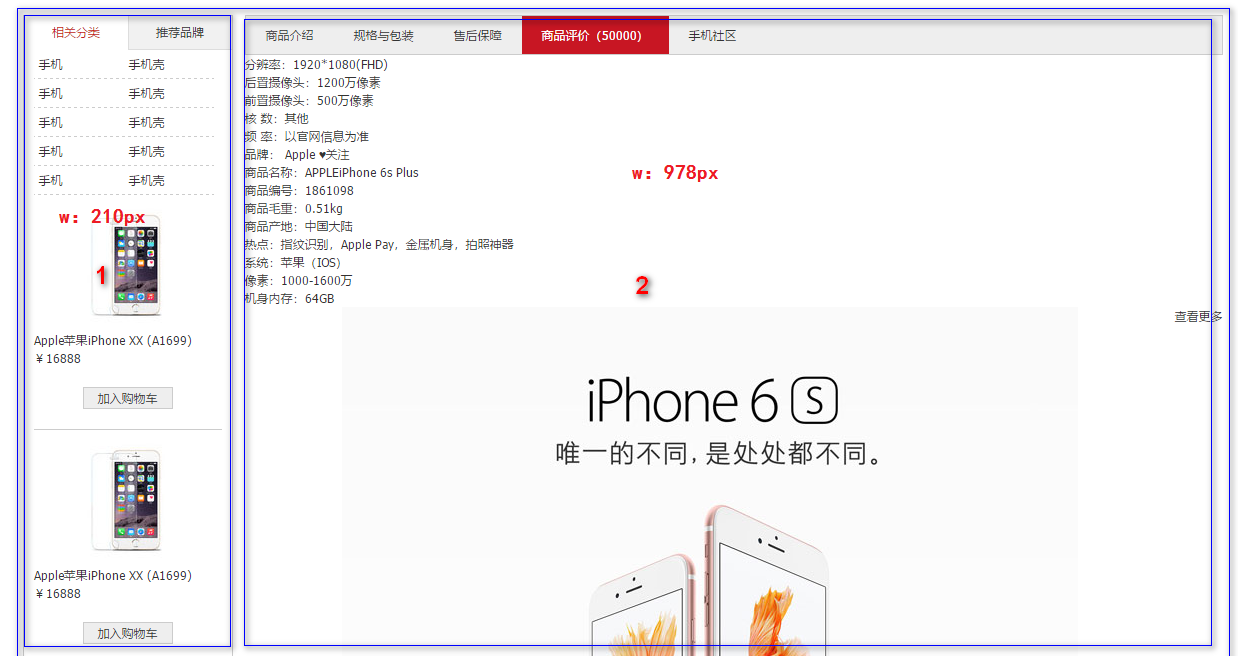 相关分类 推荐品牌
手机 手机壳
手机 手机壳
手机 手机壳
手机 手机壳
手机 手机壳
w: 210px
1
Apple苹果iPhone XX (A1699)
¥16888
加入购物车
Apple苹果iPhone XX (A1699)
¥16888
加入购物车
商品介绍 规格与包装 售后保障 商品评价（50000） 手机社区
分辨率：1920*1080(FHD)
后置摄像头：1200万像素
前置摄像头：500万像素
核 数：其他
频 率：以官网信息为准
品牌： Apple ♥关注
商品名称：APPLEiPhone 6s Plus
商品编号：1861098
商品毛重：0.51kg
商品产地：中国大陆
热点：指纹识别，Apple Pay，金属机身，拍照神器
系统：苹果（IOS）
像素：1000-1600万
机身内存：64GB
w: 978px
2
查看更多
iPhone 6 S
唯一的不同，是处处都不同。